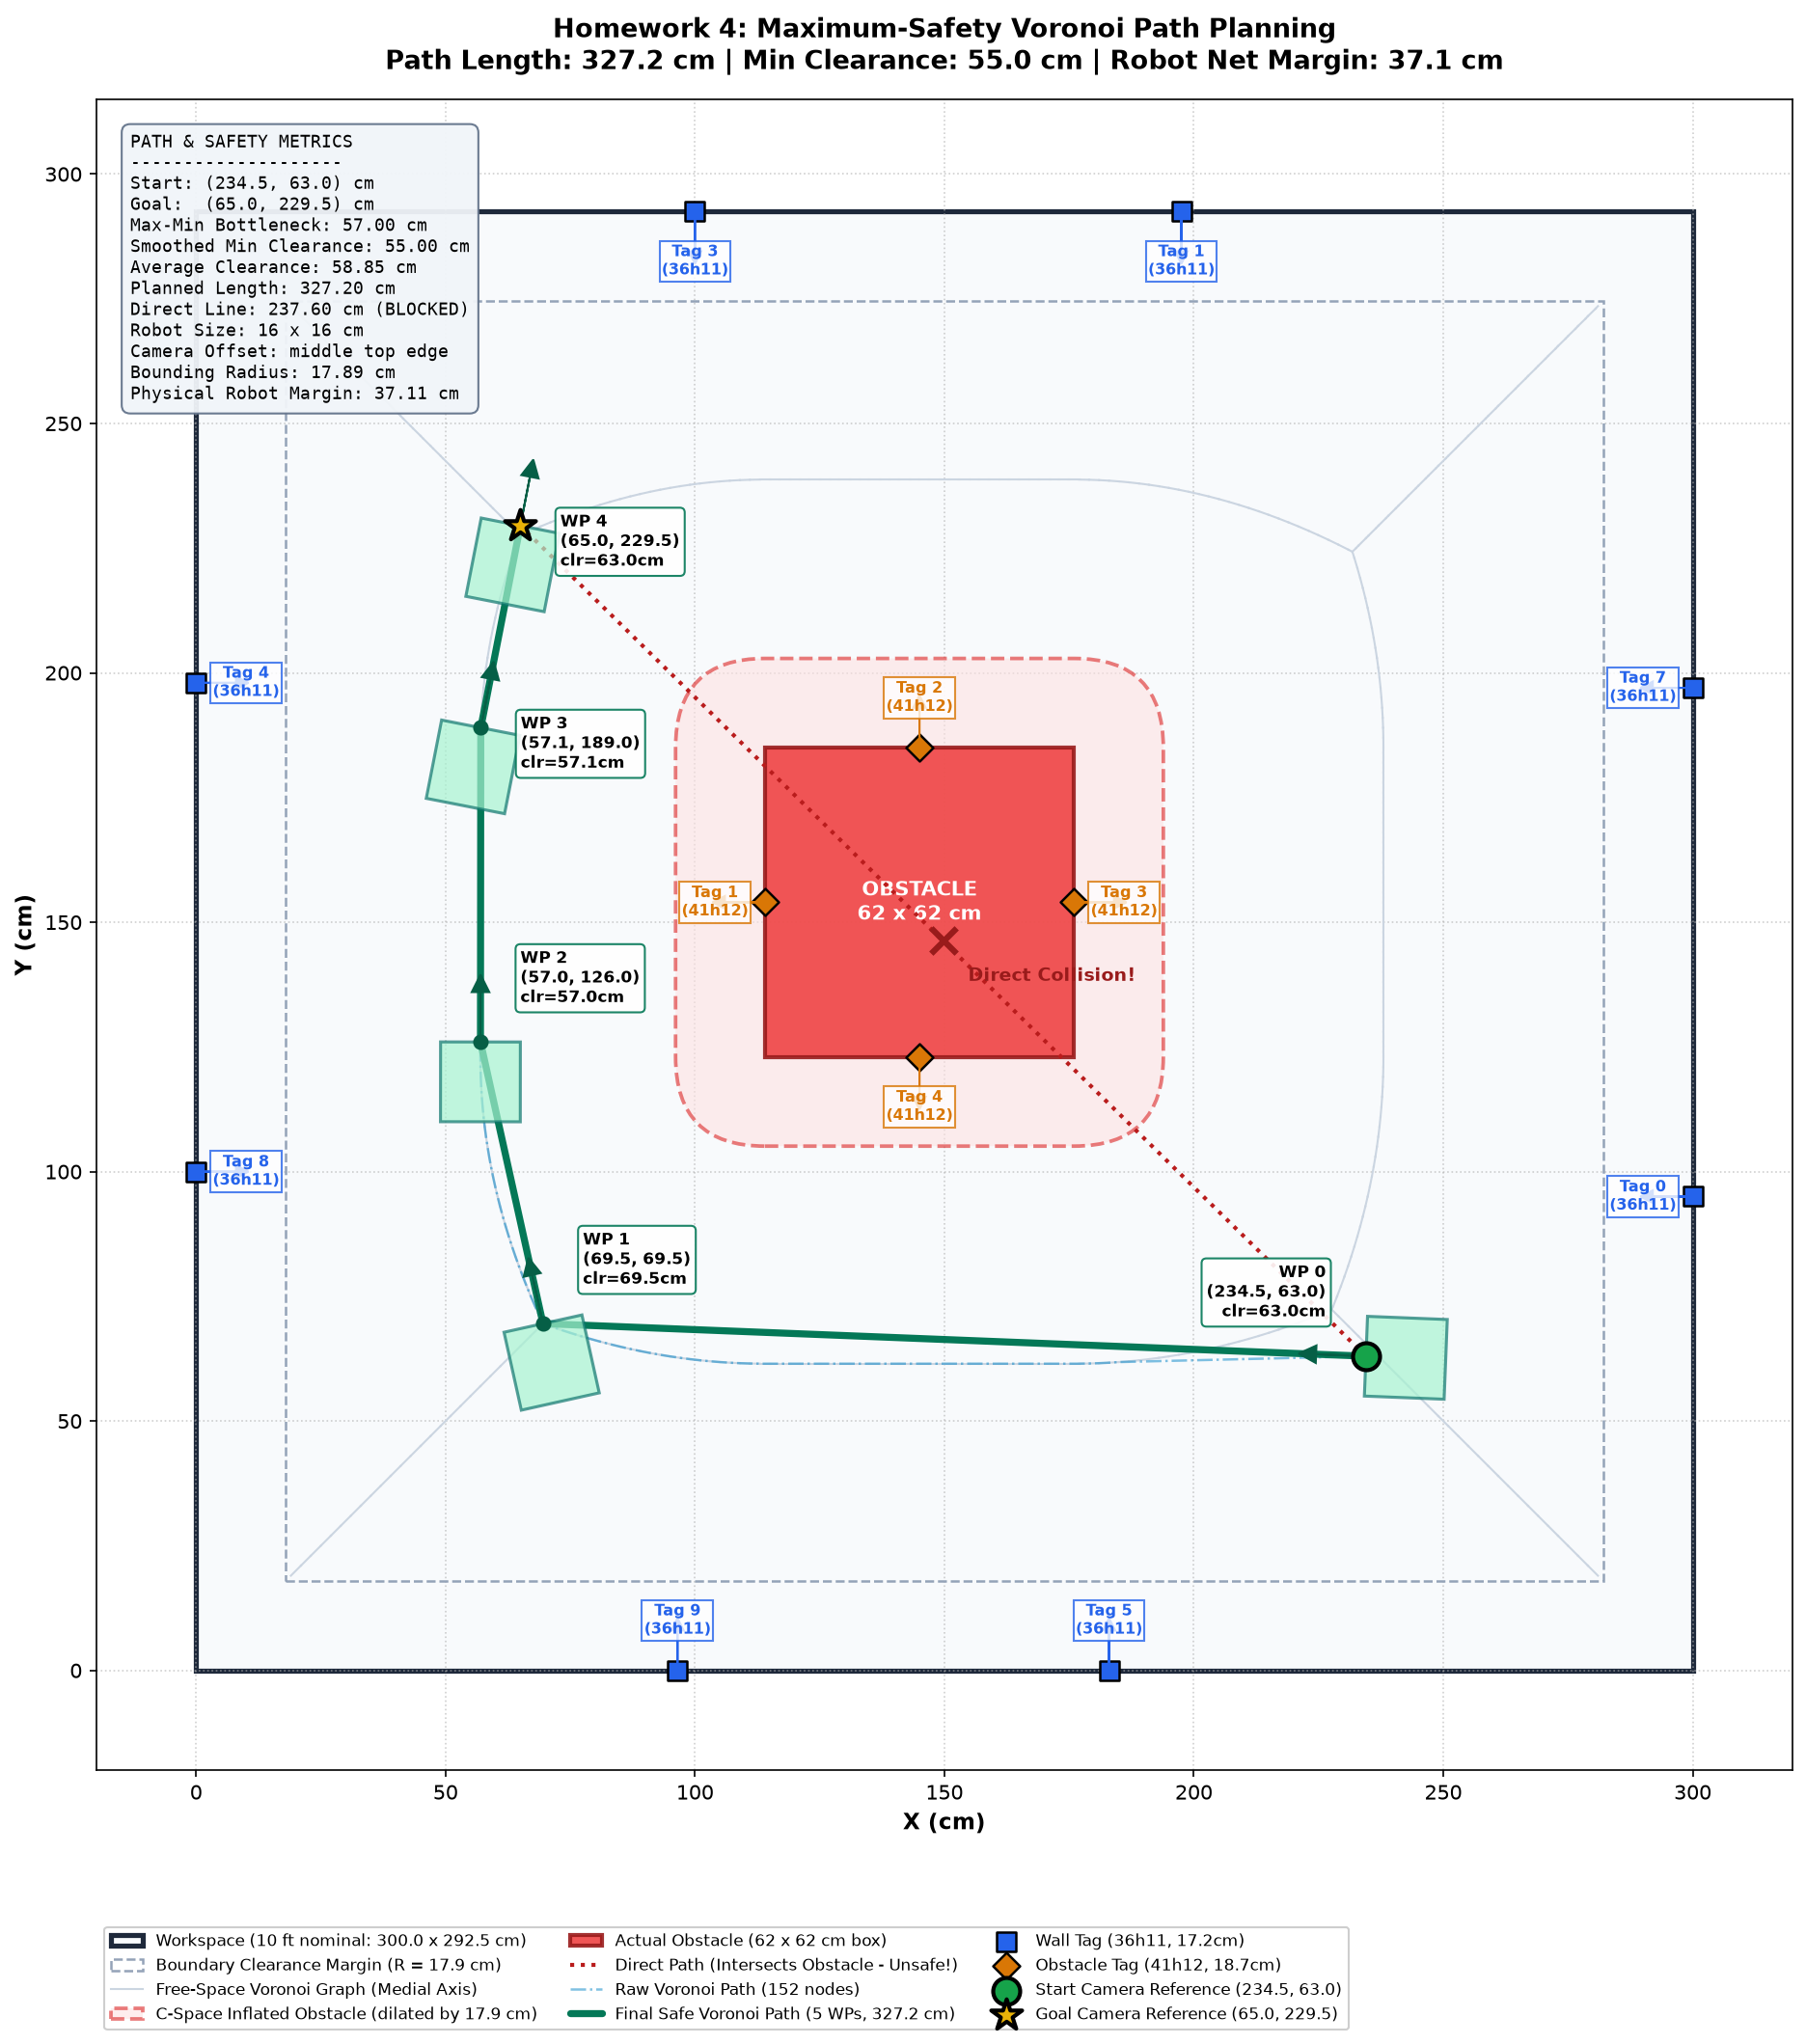 Homework 4: Maximum-Safety Voronoi Path Planning
Path Length: 327.2 cm | Min Clearance: 55.0 cm | Robot Net Margin: 37.1 cm
PATH & SAFETY METRICS
--------------------
Start: (234.5, 63.0) cm
Goal:  (65.0, 229.5) cm
Max-Min Bottleneck: 57.00 cm
Smoothed Min Clearance: 55.00 cm
Average Clearance: 58.85 cm
Planned Length: 327.20 cm
Direct Line: 237.60 cm (BLOCKED)
Robot Size: 16 x 16 cm
Camera Offset: middle top edge
Bounding Radius: 17.89 cm
Physical Robot Margin: 37.11 cm
300
250
200
150
100
50
0
Y (cm)
Tag 3
(36h11)
Tag 1
(36h11)
WP 4
(65.0, 229.5)
clr=63.0cm
Tag 4
(36h11)
Tag 7
(36h11)
Tag 2
(41h12)
WP 3
(57.1, 189.0)
clr=57.1cm
Tag 1
(41h12)
OBSTACLE
62 x 62 cm
Tag 3
(41h12)
Direct Collision!
WP 2
(57.0, 126.0)
clr=57.0cm
Tag 4
(41h12)
Tag 8
(36h11)
Tag 0
(36h11)
WP 1
(69.5, 69.5)
clr=69.5cm
WP 0
(234.5, 63.0)
clr=63.0cm
Tag 9
(36h11)
Tag 5
(36h11)
0
50
100
150
200
250
300
X (cm)
Workspace (10 ft nominal: 300.0 x 292.5 cm)
Boundary Clearance Margin (R = 17.9 cm)
Free-Space Voronoi Graph (Medial Axis)
C-Space Inflated Obstacle (dilated by 17.9 cm)
Actual Obstacle (62 x 62 cm box)
Direct Path (Intersects Obstacle - Unsafe!)
Raw Voronoi Path (152 nodes)
Final Safe Voronoi Path (5 WPs, 327.2 cm)
Wall Tag (36h11, 17.2cm)
Obstacle Tag (41h12, 18.7cm)
Start Camera Reference (234.5, 63.0)
Goal Camera Reference (65.0, 229.5)